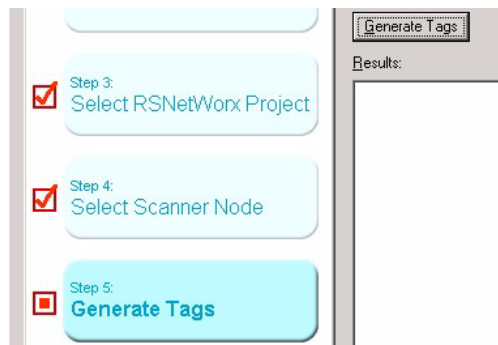 Step 3:
Select RSNetWorx Project
Step 4:
Select Scanner Node
Step 5:
Generate Tags
Generate Tags
Results: